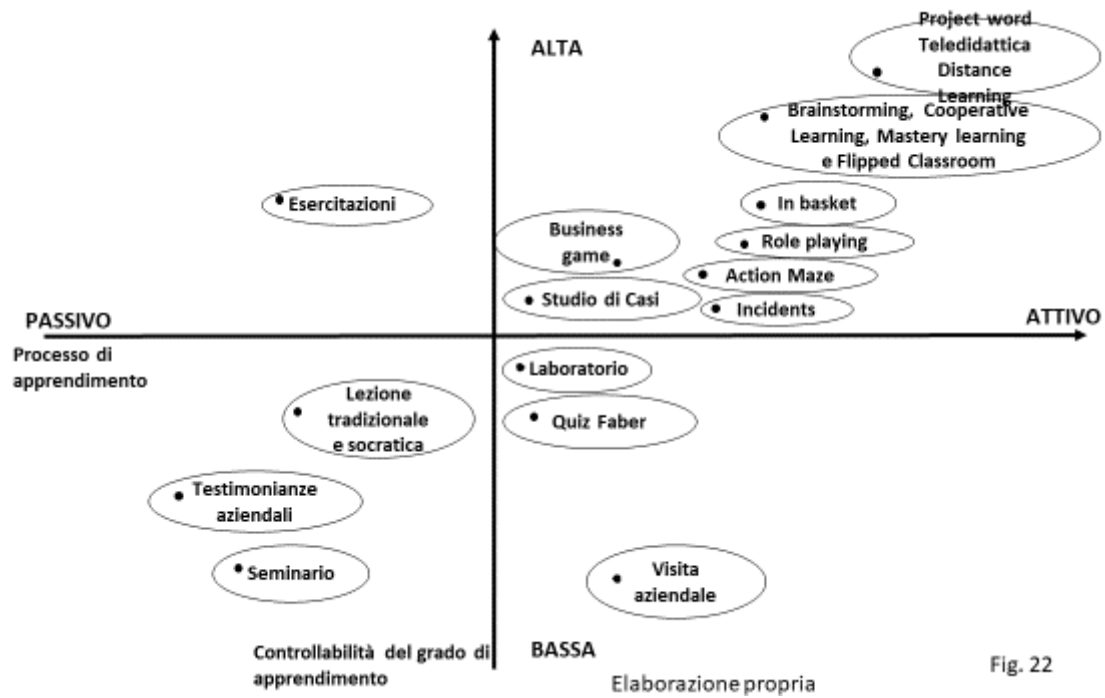 Project word
Teledidattica
Distance
Learning
ALTA
Brainstorming, Cooperative
Learning, Mastery learning
e Flipped Classroom
Esercitazioni
In basket
Business
game
Role playing
Action Maze
Studio di Casi
Incidents
PASSIVO
ATTIVO
Processo di
apprendimento
Laboratorio
Lezione
tradizionale
e socratica
Quiz Faber
Testimonianze
aziendali
Seminario
Visita
aziendale
Controllabilità del grado di
apprendimento
BASSA
Elaborazione propria
Fig. 22